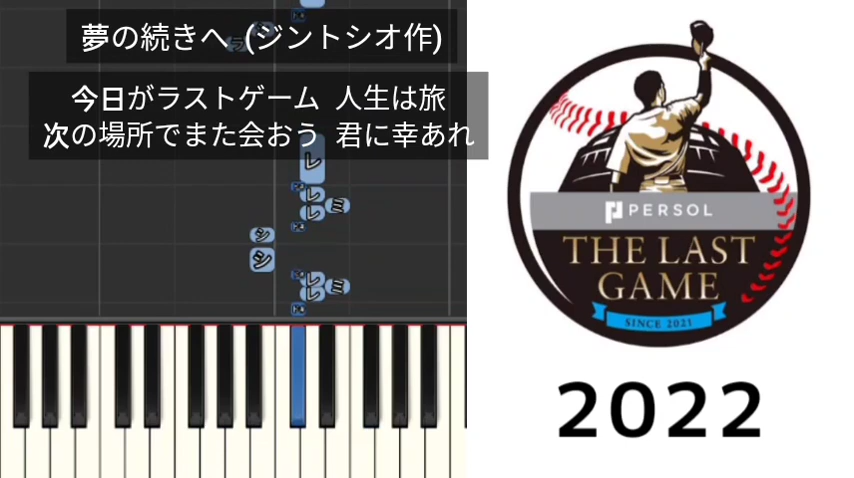 夢の続きへ (ジントシオ作)
今日がラストゲーム 人生は旅
次の場所でまた会おう 君に幸あれ
レ
レ
ミ
レ
シ
シ
レ
ミ
レ
PERSOL
THE LAST
GAME
SINCE 2021
2022